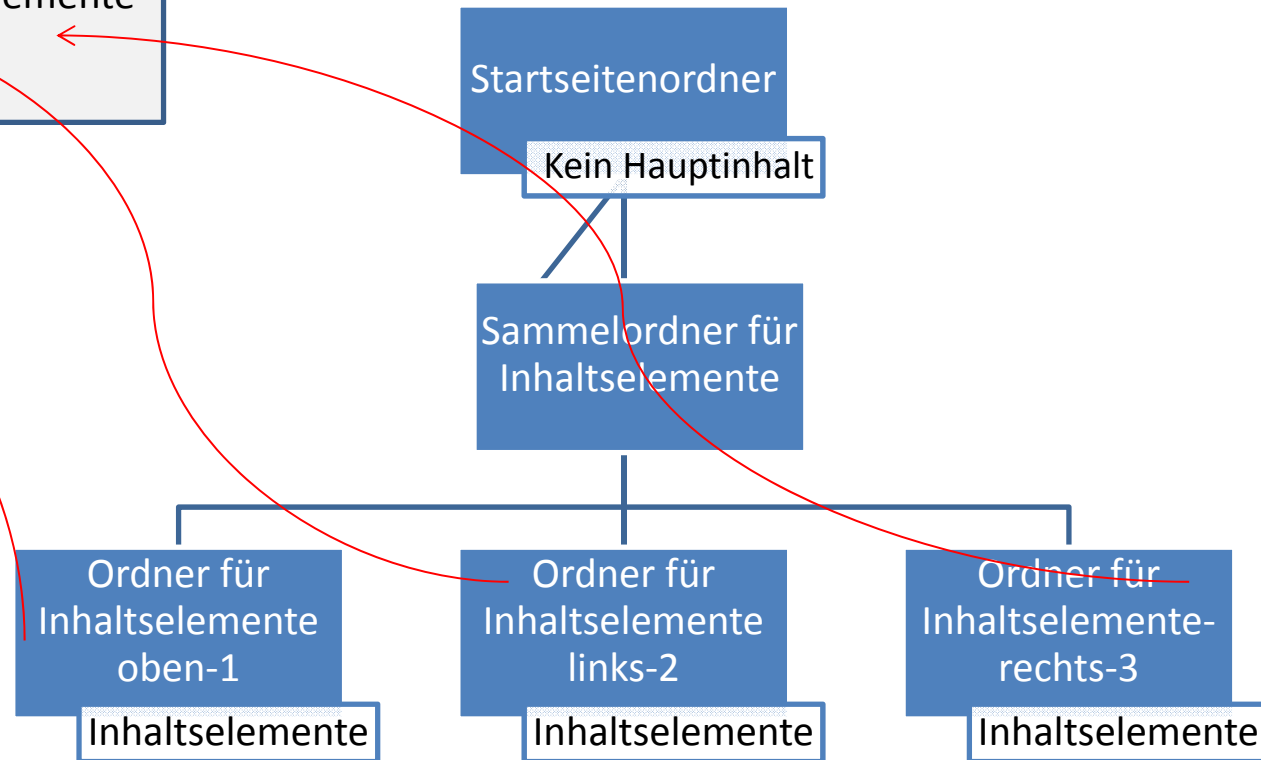 Startseitenordner
Kein Hauptinhalt
Sammelordner für
Inhaltselemente
Ordner für
Inhaltselemente
oben-1
Inhaltselemente
Ordner für
Inhaltselemente
links-2
Inhaltselemente
Ordner für
Inhaltselemente-
rechts-3
Inhaltselemente